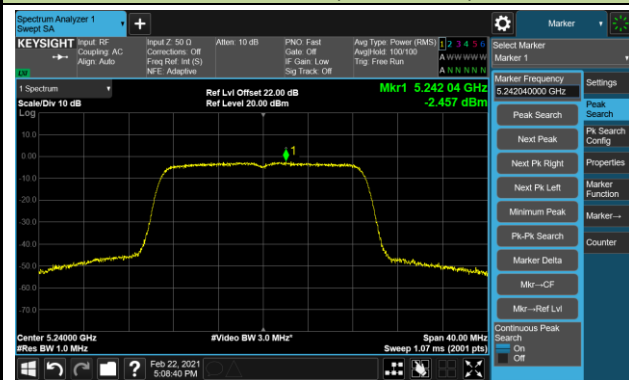 Spectrum Analyzer 1
Swept SA
Marker
KEYSIGHT
Input: RF
Coupling: AC
Align: Auto
Input Z: 50 Ω
Corrections: Off
Freq Ref: Int (S)
NFE: Adaptive
Atten: 10 dB
PNO: Fast
Gate: Off
IF Gain: Low
Sig Track: Off
Avg Type: Power (RMS)
Avg|Hold: 100/100
Trig: Free Run
1 2 3 4 5 6
A W W W W W
A N N N N N
LXI
Select Marker
Marker 1
1 Spectrum
Scale/Div 10 dB
Log
Ref Lvl Offset 22.00 dB
Ref Level 20.00 dBm
Mkr1 5.242 04 GHz
-2.457 dBm
10.0
0.00
-10.0
-20.0
-30.0
-40.0
-50.0
-60.0
-70.0
1
Center 5.24000 GHz
#Res BW 1.0 MHz
#Video BW 3.0 MHz*
Span 40.00 MHz
Sweep 1.07 ms (2001 pts)
Marker Frequency
5.242040000 GHz
Peak Search
Next Peak
Next Pk Right
Next Pk Left
Minimum Peak
Pk-Pk Search
Marker Delta
Mkr→CF
Mkr→Ref Lvl
Continuous Peak
Search
On
Off
Settings
Peak
Search
Pk Search
Config
Properties
Marker
Function
Marker→
Counter
Feb 22, 2021
5:08:40 PM